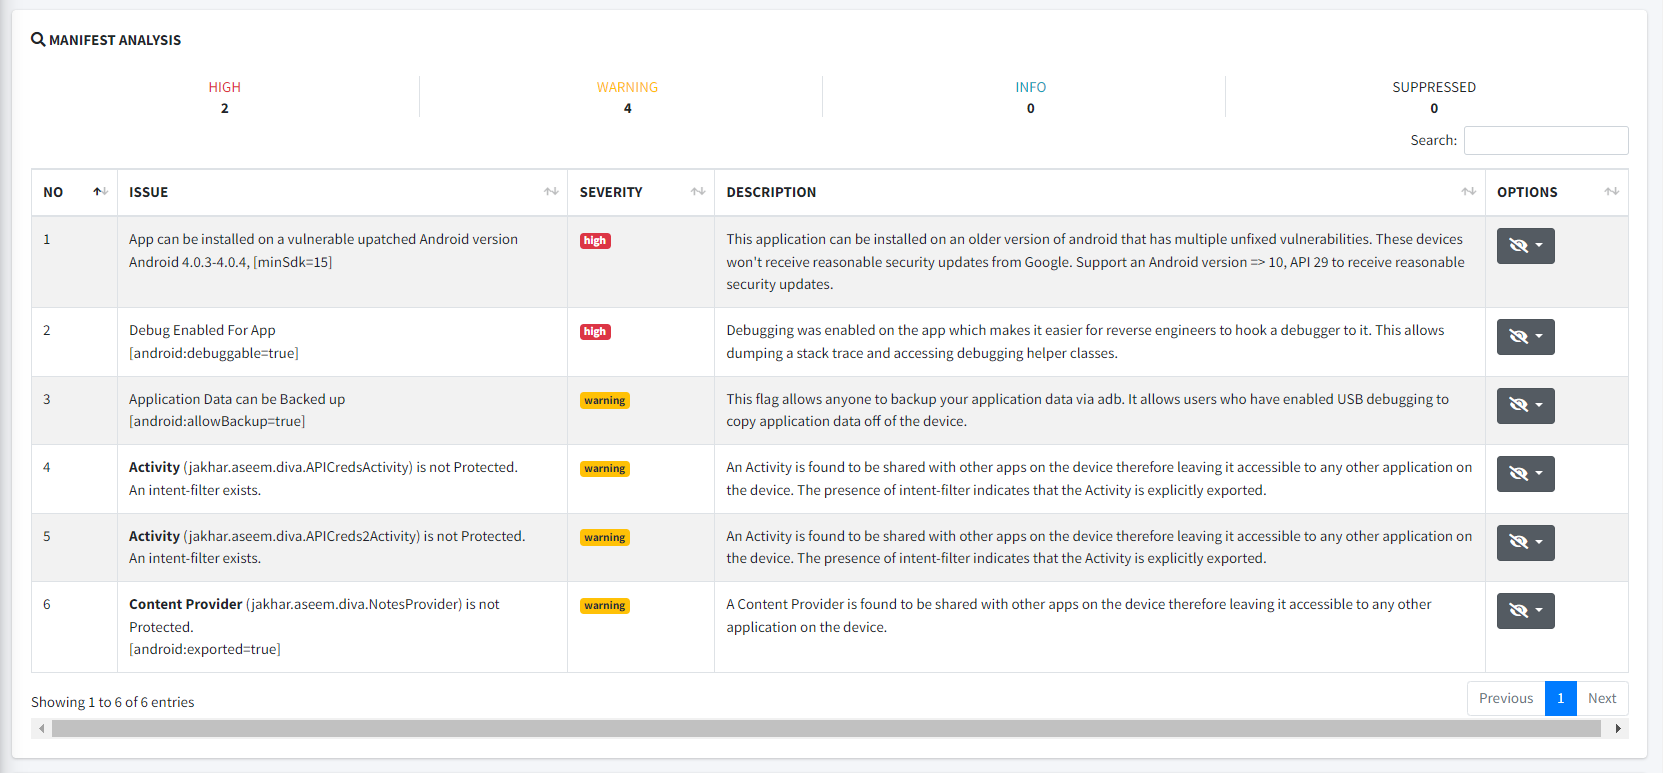 MANIFEST ANALYSIS
HIGH
2
WARNING
4
INFO
0
SUPPRESSED
0
Search:
NO ISSUE SEVERITY DESCRIPTION OPTIONS
1
App can be installed on a vulnerable upatched Android version
Android 4.0.3-4.0.4, [minSdk=15]
high
This application can be installed on an older version of android that has multiple unfixed vulnerabilities. These devices
won't receive reasonable security updates from Google. Support an Android version => 10, API 29 to receive reasonable
security updates.
2
Debug Enabled For App
[android:debuggable=true]
high
Debugging was enabled on the app which makes it easier for reverse engineers to hook a debugger to it. This allows
dumping a stack trace and accessing debugging helper classes.
3
Application Data can be Backed up
[android:allowBackup=true]
warning
This flag allows anyone to backup your application data via adb. It allows users who have enabled USB debugging to
copy application data off of the device.
4
Activity (jakhar.aseem.diva.APICredsActivity) is not Protected.
An intent-filter exists.
warning
An Activity is found to be shared with other apps on the device therefore leaving it accessible to any other application on
the device. The presence of intent-filter indicates that the Activity is explicitly exported.
5
Activity (jakhar.aseem.diva.APICreds2Activity) is not Protected.
An intent-filter exists.
warning
An Activity is found to be shared with other apps on the device therefore leaving it accessible to any other application on
the device. The presence of intent-filter indicates that the Activity is explicitly exported.
6
Content Provider (jakhar.aseem.diva.NotesProvider) is not
Protected.
[android:exported=true]
warning
A Content Provider is found to be shared with other apps on the device therefore leaving it accessible to any other
application on the device.
Showing 1 to 6 of 6 entries
Previous 1 Next